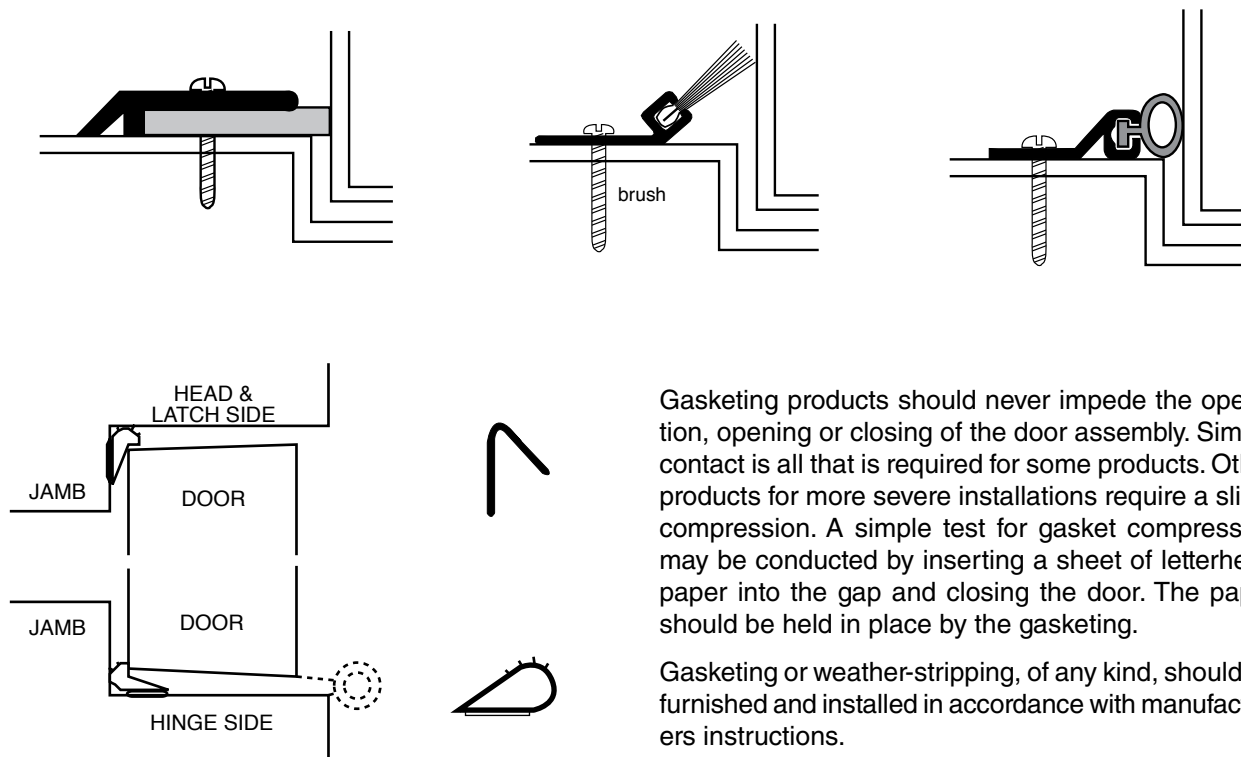 brush
HEAD &
LATCH SIDE
JAMB
DOOR
JAMB
DOOR
HINGE SIDE
Gasketing products should never impede the ope
tion, opening or closing of the door assembly. Sim
contact is all that is required for some products. Oth
products for more severe installations require a sli
compression. A simple test for gasket compress
may be conducted by inserting a sheet of letterhe
paper into the gap and closing the door. The pap
should be held in place by the gasketing.
Gasketing or weather-stripping, of any kind, should
furnished and installed in accordance with manufac
ers instructions.